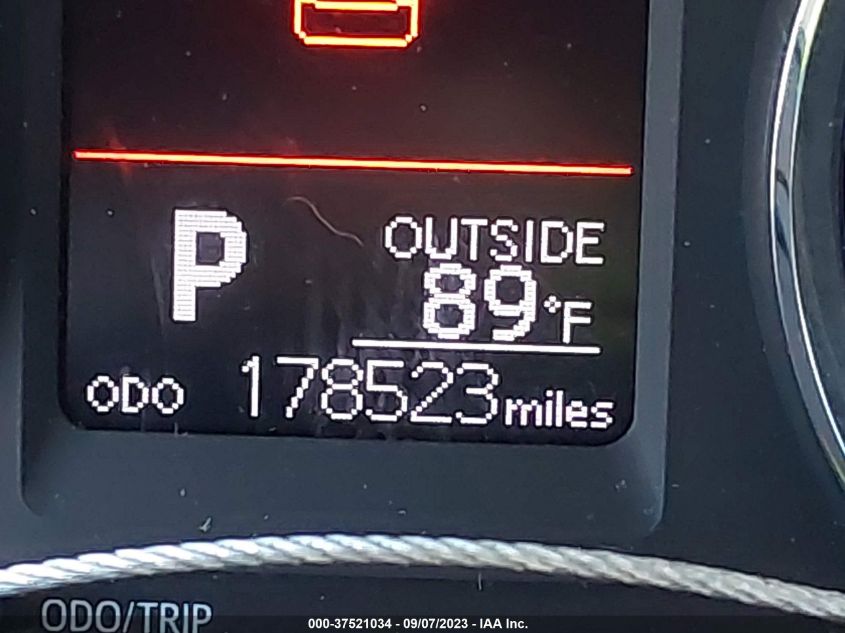 P
OUTSIDE
89°F
ODO 178523 miles
ODO/TRIP
000-37521034 - 09/07/2023 - IAA Inc.